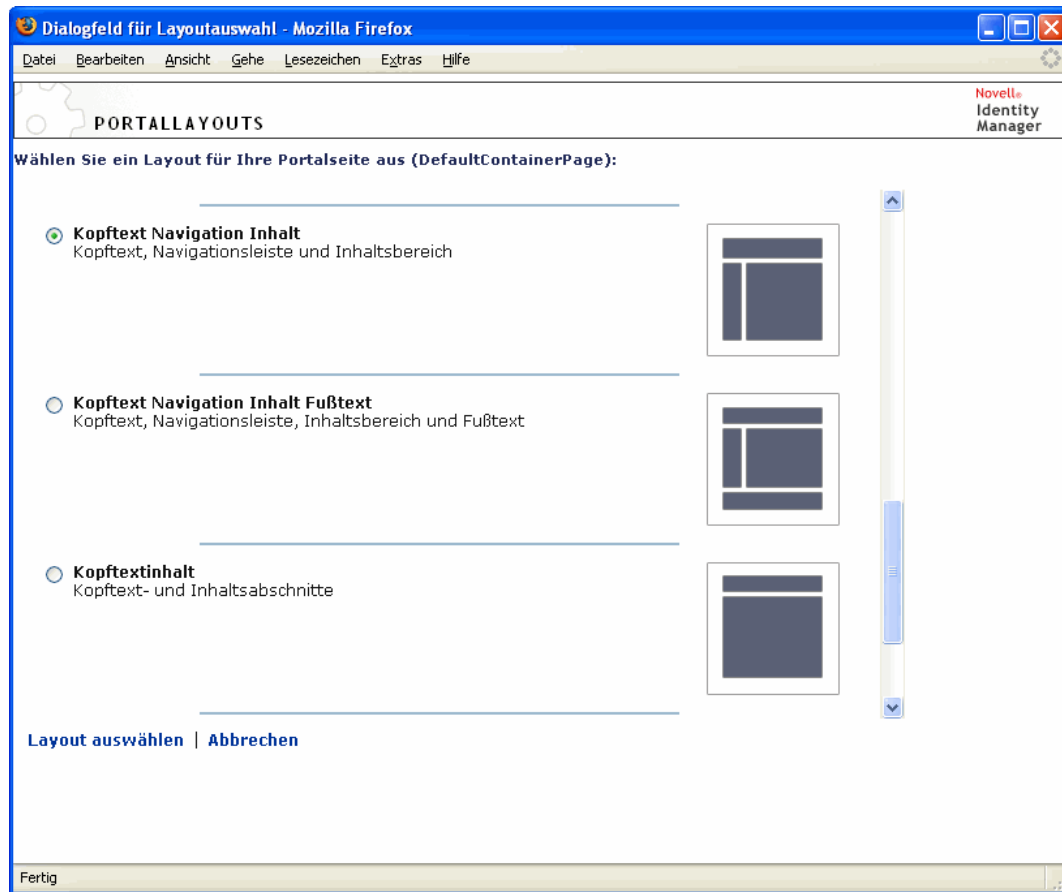 Dialogfeld für Layoutauswahl - Mozilla Firefox
Datei Bearbeiten Ansicht Gehe Lesezeichen Extras Hilfe
PORTALLAYOUTS
Novell®
Identity
Manager
Wählen Sie ein Layout für Ihre Portalseite aus (DefaultContainerPage):
Kopftext Navigation Inhalt
Kopftext, Navigationsleiste und Inhaltsbereich
Kopftext Navigation Inhalt Fußtext
Kopftext, Navigationsleiste, Inhaltsbereich und Fußtext
Kopftextinhalt
Kopftext- und Inhaltsabschnitte
Layout auswählen | Abbrechen
Fertig